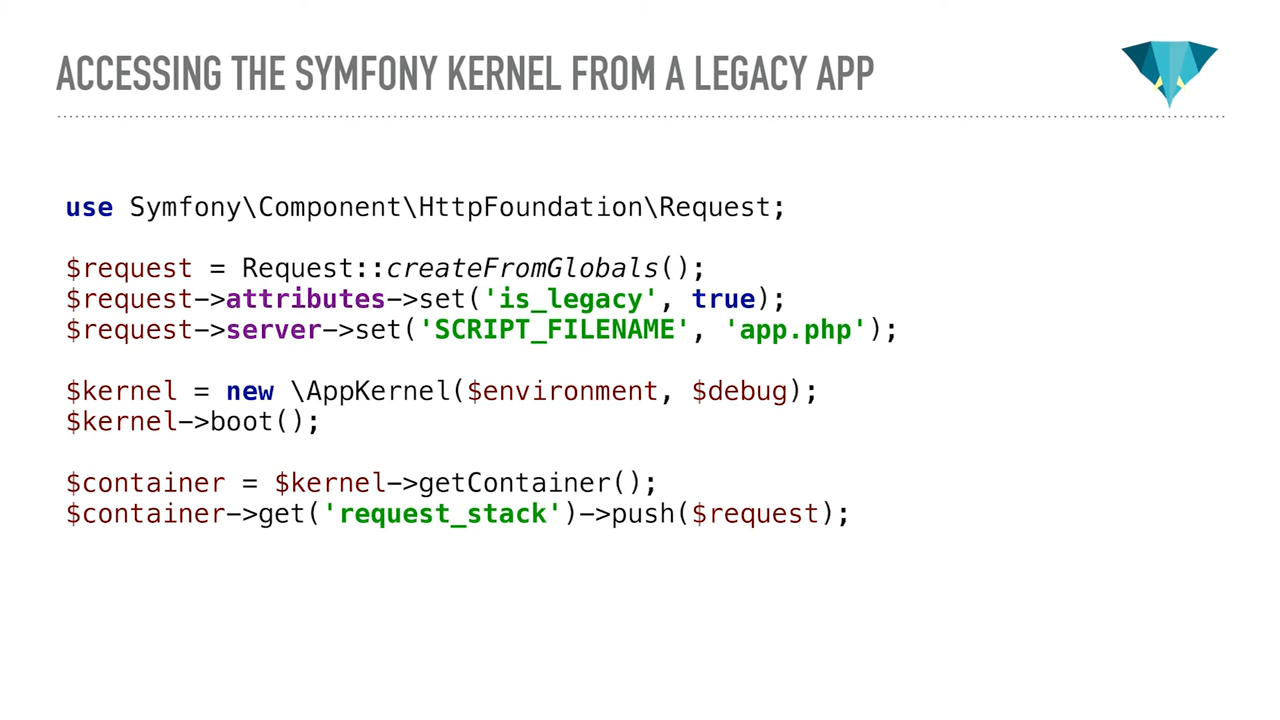 ACCESSING THE SYMFONY KERNEL FROM A LEGACY APP
use Symfony\Component\HttpFoundation\Request;
$request = Request::createFromGlobals();
$request->attributes->set('is_legacy', true);
$request->server->set('SCRIPT_FILENAME', 'app.php');
$kernel = new \AppKernel($environment, $debug);
$kernel->boot();
$container = $kernel->getContainer();
$container->get('request_stack')->push($request);